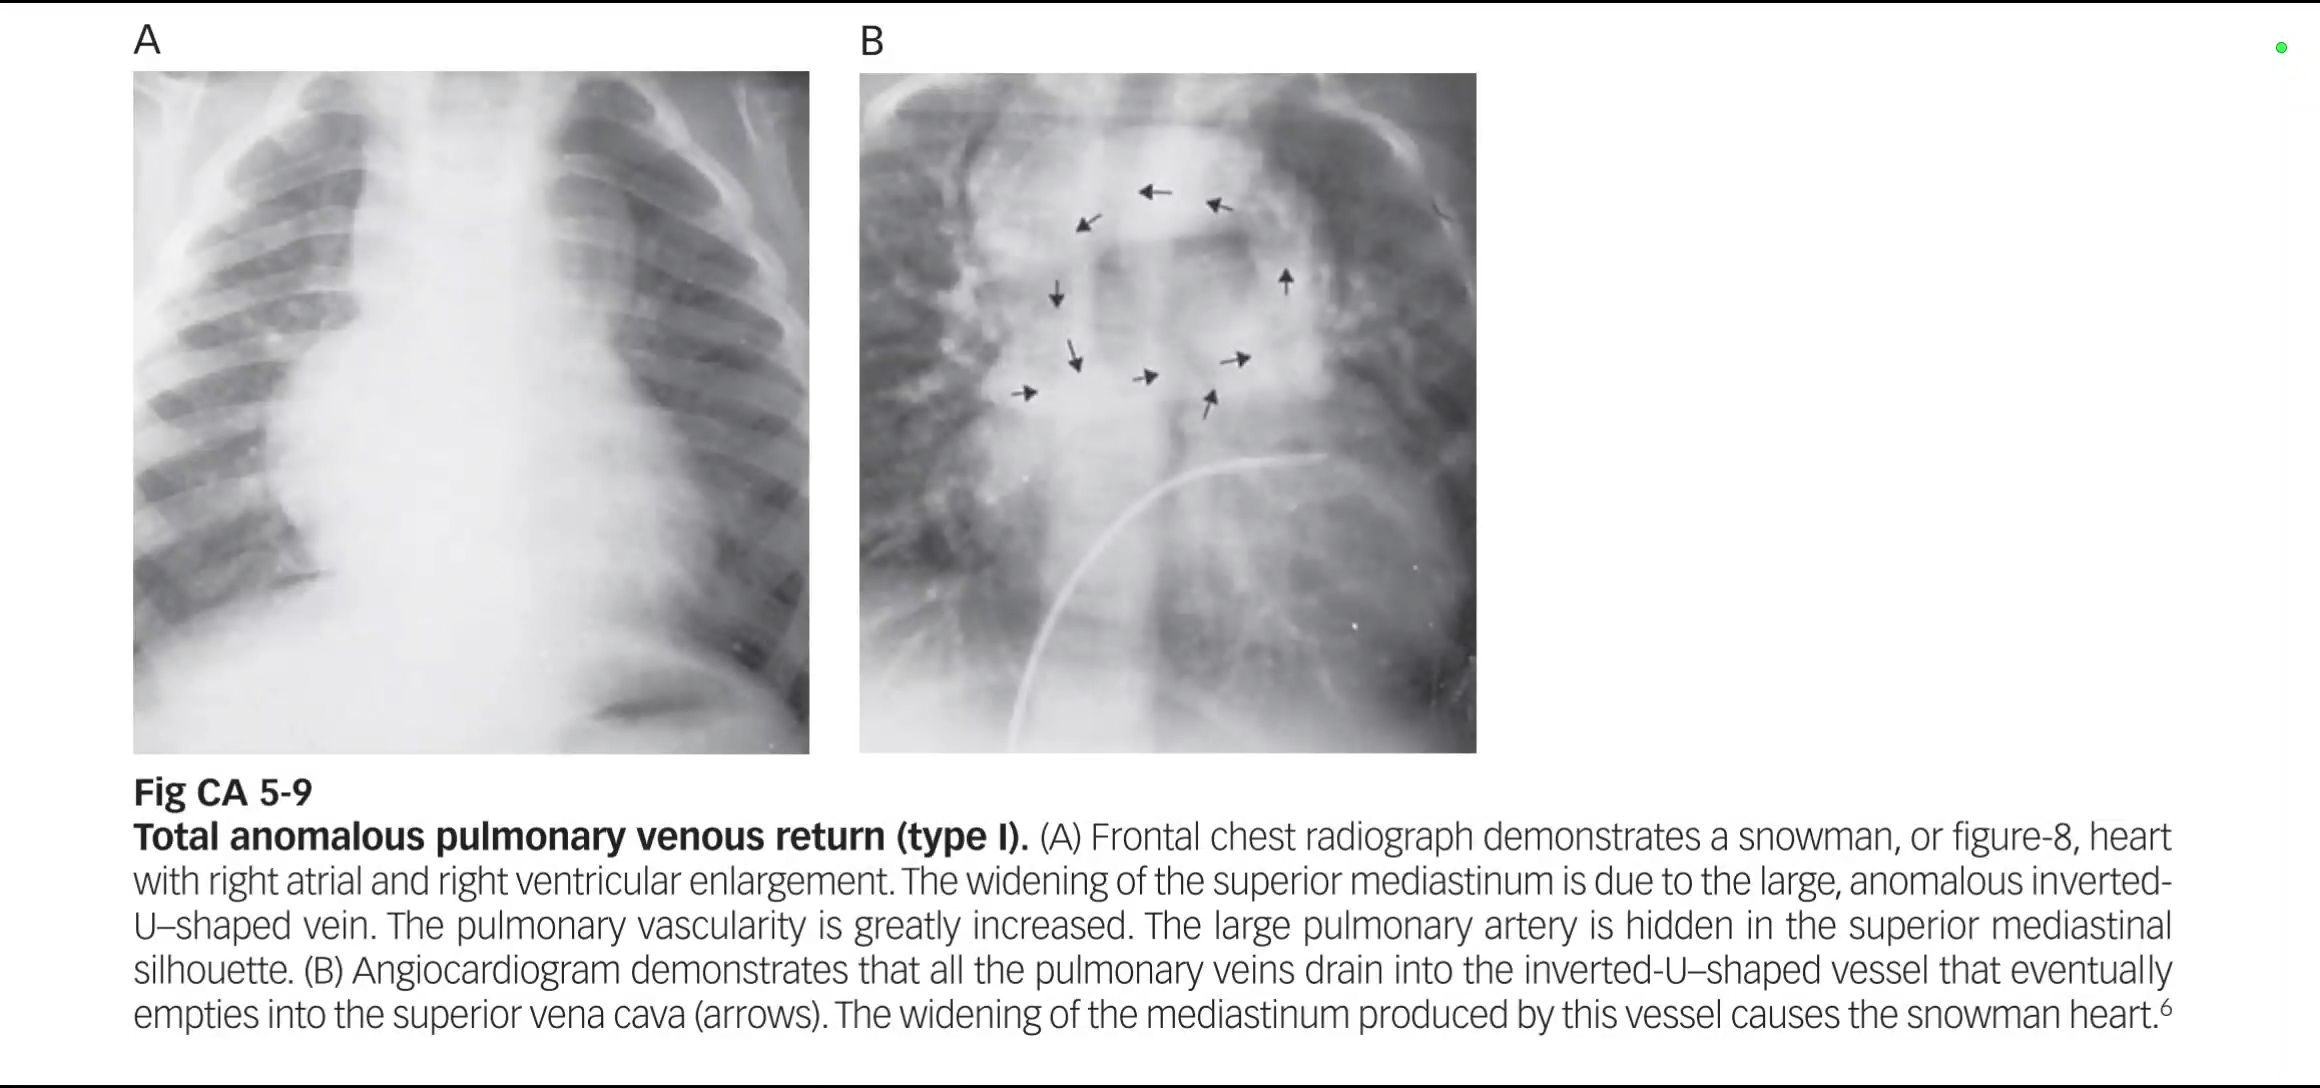 A
B
Fig CA 5-9
Total anomalous pulmonary venous return (type I). (A) Frontal chest radiograph demonstrates a snowman, or figure-8, heart
with right atrial and right ventricular enlargement. The widening of the superior mediastinum is due to the large, anomalous inverted-
U–shaped vein. The pulmonary vascularity is greatly increased. The large pulmonary artery is hidden in the superior mediastinal
silhouette. (B) Angiocardiogram demonstrates that all the pulmonary veins drain into the inverted-U–shaped vessel that eventually
empties into the superior vena cava (arrows). The widening of the mediastinum produced by this vessel causes the snowman heart.⁶